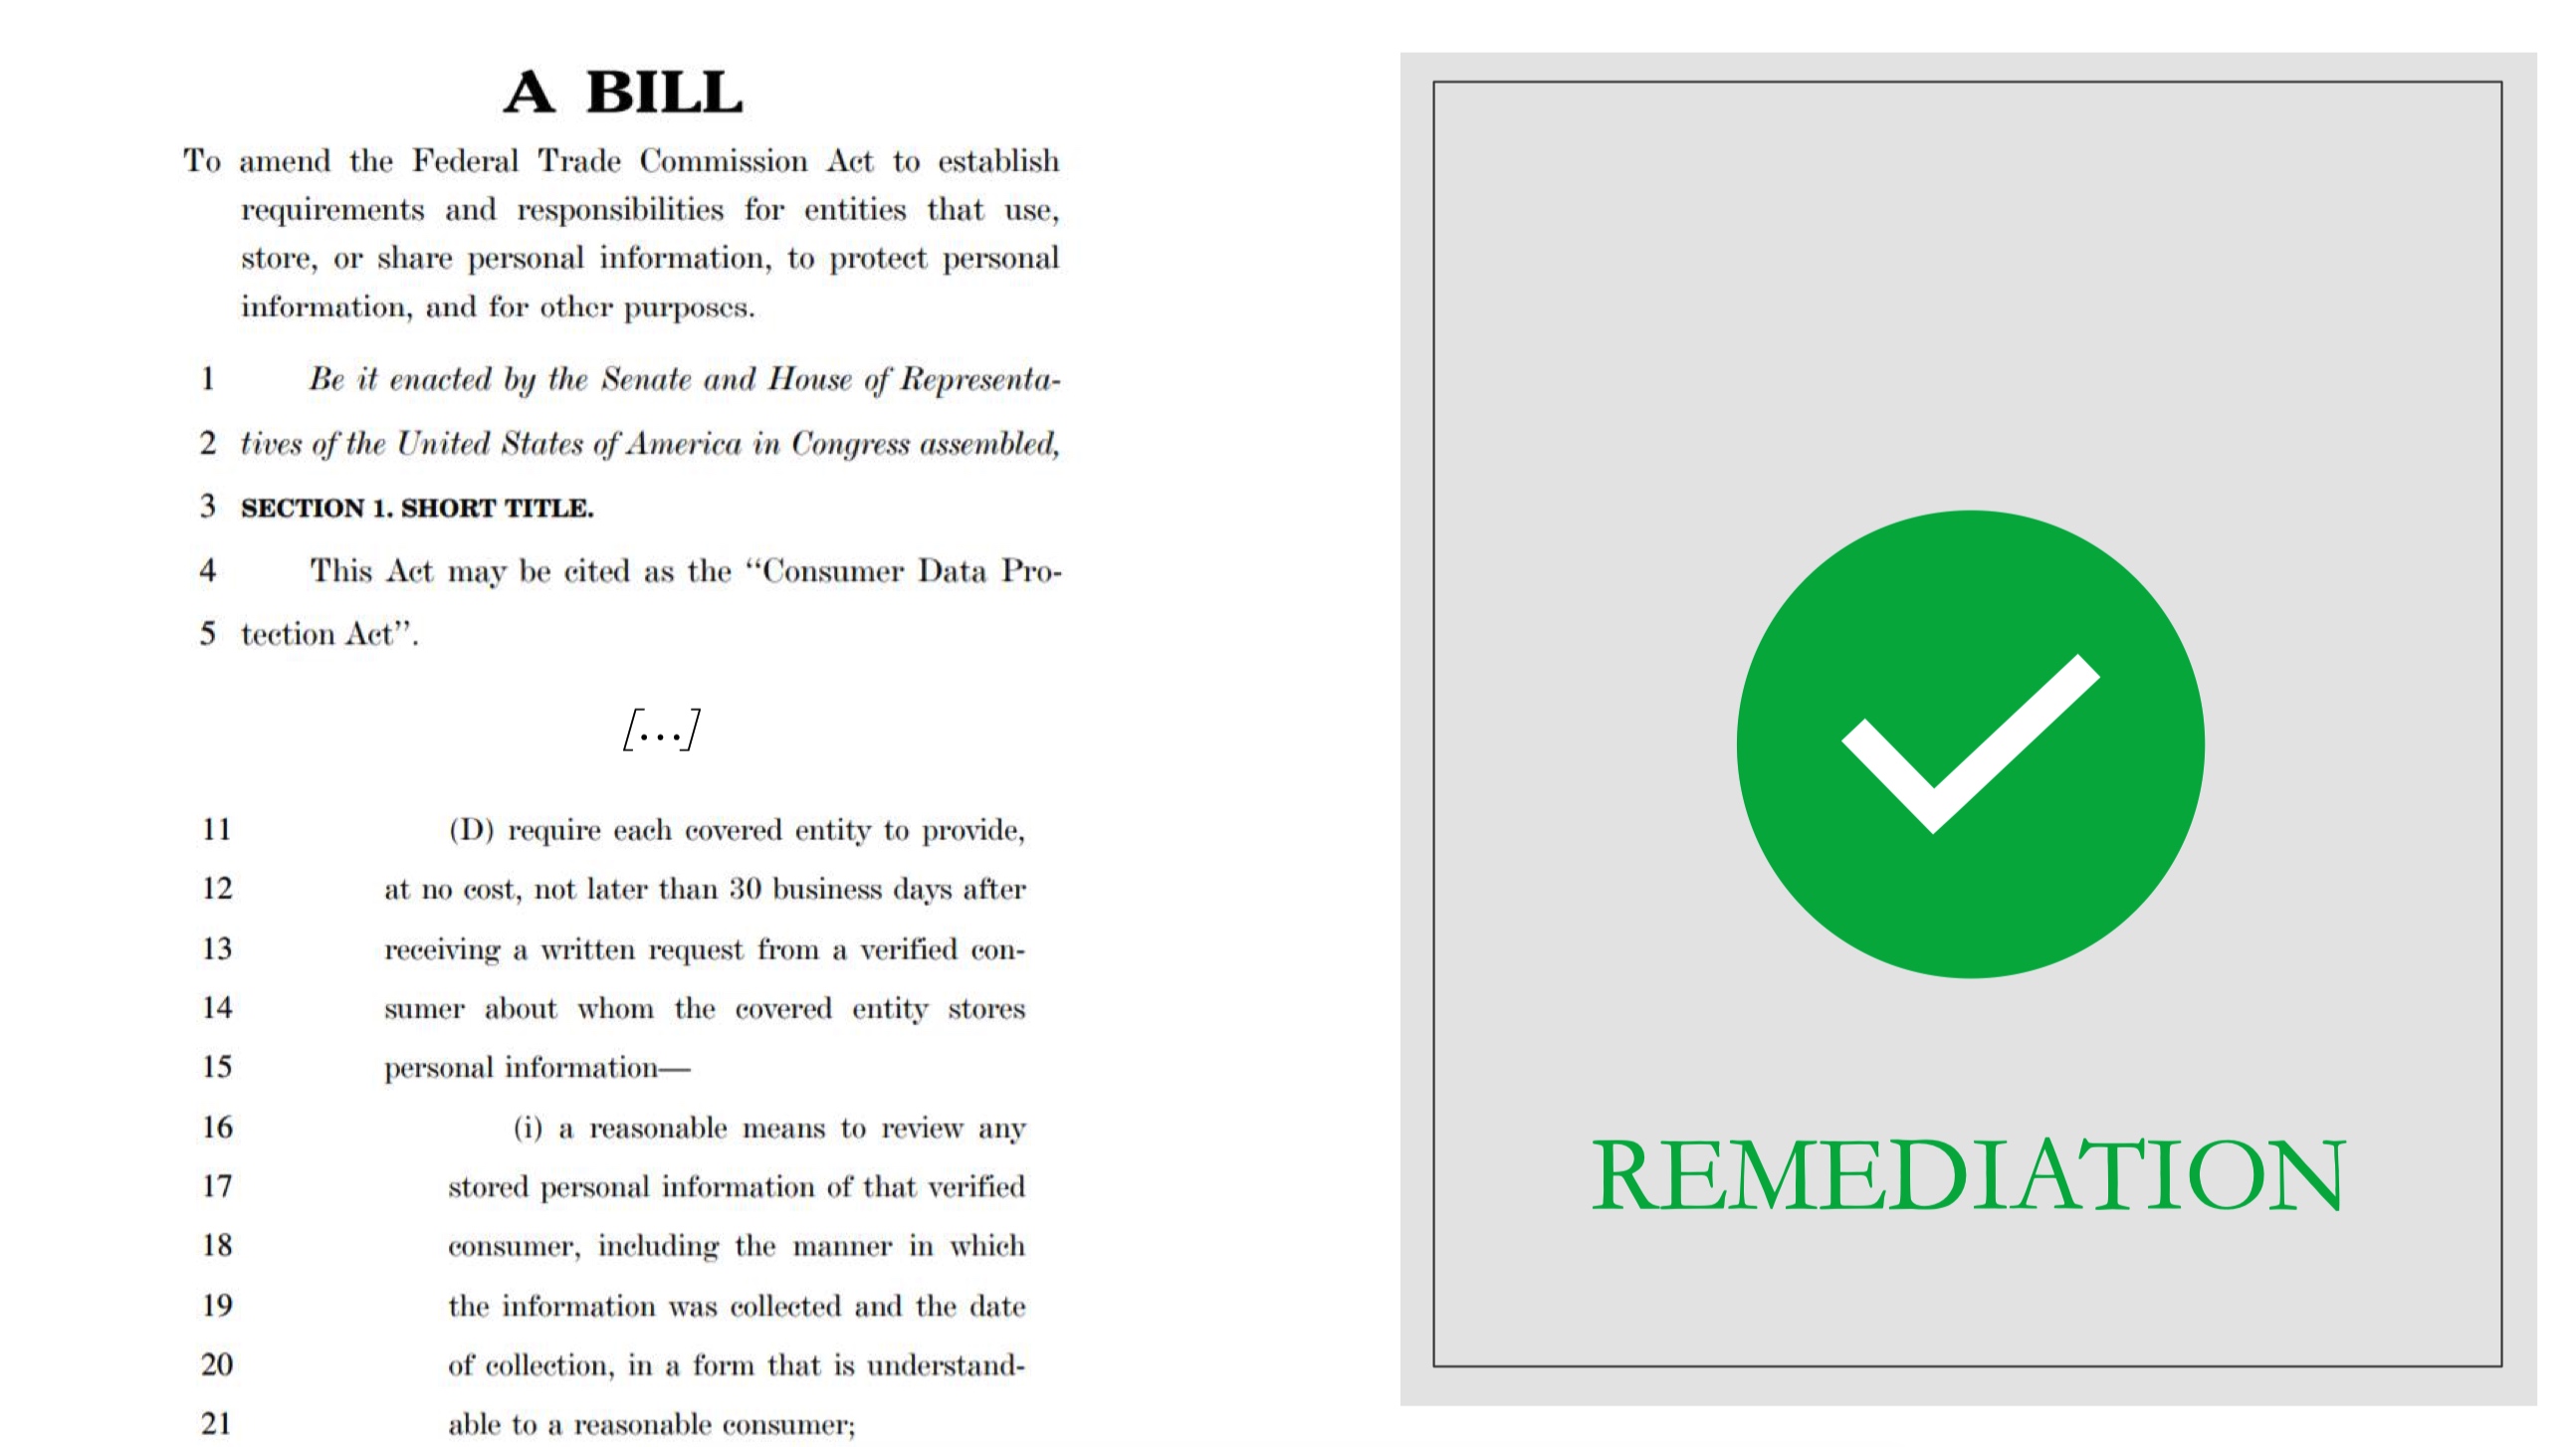 A BILL
To amend the Federal Trade Commission Act to establish
requirements and responsibilities for entities that use,
store, or share personal information, to protect personal
information, and for other purposes.
1 Be it enacted by the Senate and House of Representa-
2 tives of the United States of America in Congress assembled,
3 SECTION 1. SHORT TITLE.
4 This Act may be cited as the “Consumer Data Pro-
5 tection Act”.
[...]
11 (D) require each covered entity to provide,
12 at no cost, not later than 30 business days after
13 receiving a written request from a verified con-
14 sumer about whom the covered entity stores
15 personal information—
16 (i) a reasonable means to review any
17 stored personal information of that verified
18 consumer, including the manner in which
19 the information was collected and the date
20 of collection, in a form that is understand-
21 able to a reasonable consumer;
REMEDIATION